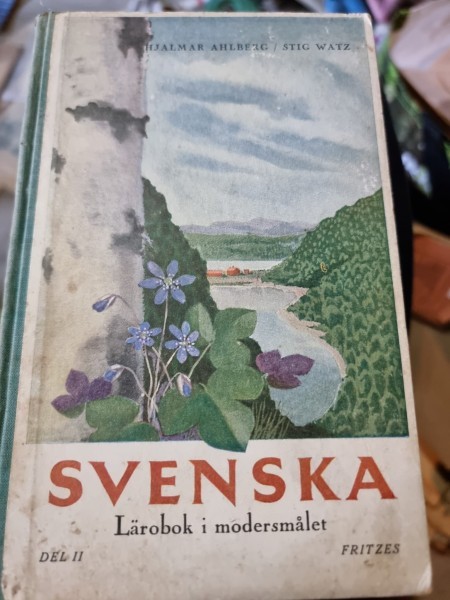 HJALMAR AHLBERG / STIG WATZ
SVENSKA
Lärobok i modersmålet
DEL II FRITZES